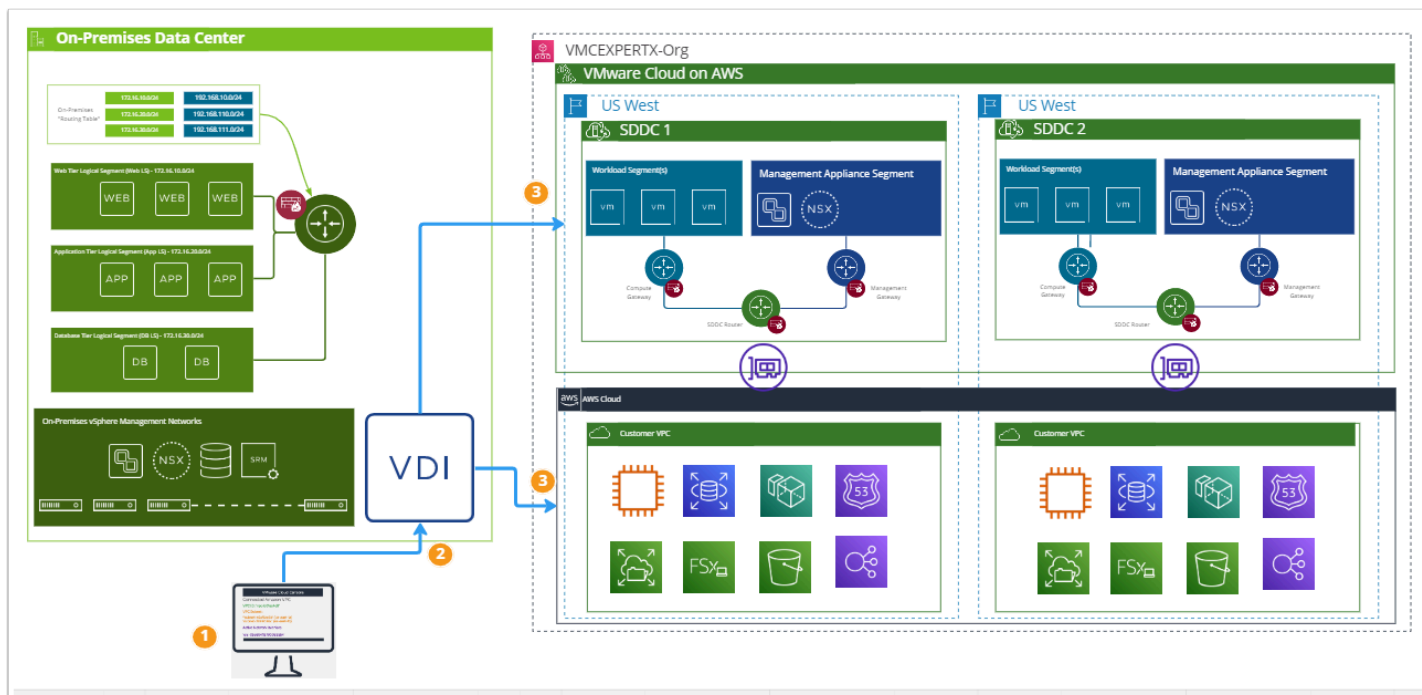 On-Premises Data Center
On-Premises
"Routing Table"
172.16.10.0/24
192.168.10.0/24
172.16.20.0/24
192.168.110.0/24
172.16.30.0/24
192.168.111.0/24
Web Tier Logical Segment (Web LS) - 172.16.10.0/24
WEB
WEB
WEB
Application Tier Logical Segment (App LS) - 172.16.20.0/24
APP
APP
APP
Database Tier Logical Segment (DB LS) - 172.16.30.0/24
DB
DB
On-Premises vSphere Management Networks
NSX
SRM
VDI
1
2
3
3
VMware Cloud Console
Connected Amazon VPC
VMCEXPERTX-Org
VMware Cloud on AWS
US West
SDDC 1
Workload Segment(s)
vm
vm
vm
Management Appliance Segment
NSX
Compute
Gateway
Management
Gateway
SDDC Router
US West
SDDC 2
Workload Segment(s)
vm
vm
vm
Management Appliance Segment
NSX
Compute
Gateway
Management
Gateway
SDDC Router
aws
AWS Cloud
Customer VPC
53
FSx
Customer VPC
53
FSx